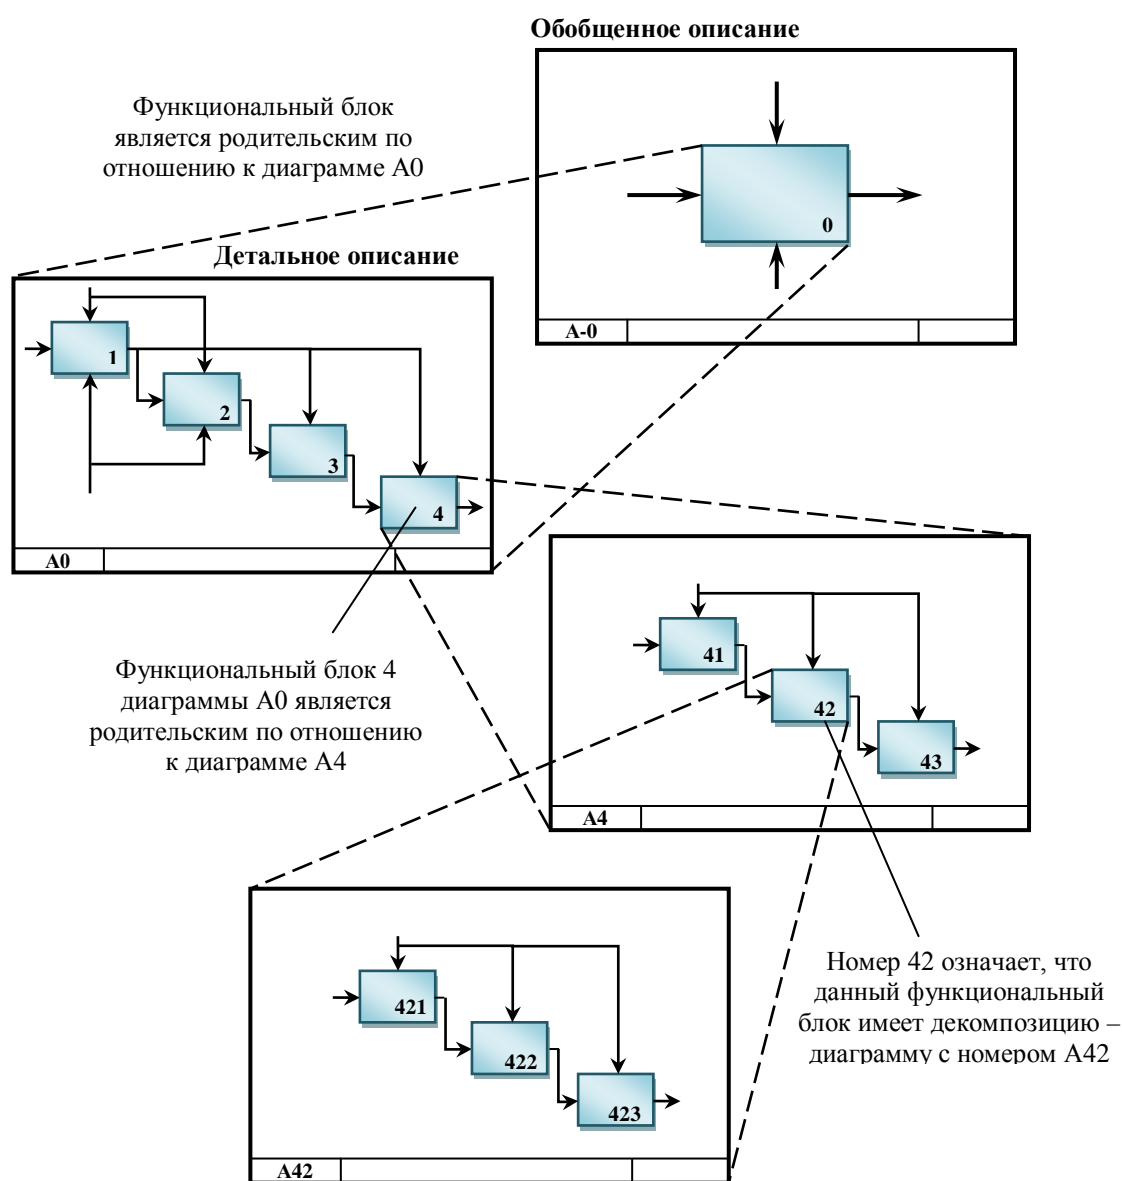 Обобщенное описание
Функциональный блок
является родительским по
отношению к диаграмме А0
0
А-0
Детальное описание
1
2
3
4
А0
Функциональный блок 4
диаграммы А0 является
родительским по отношению
к диаграмме А4
41
42
43
А4
Номер 42 означает, что
данный функциональный
блок имеет декомпозицию –
диаграмму с номером А42
421
422
423
А42